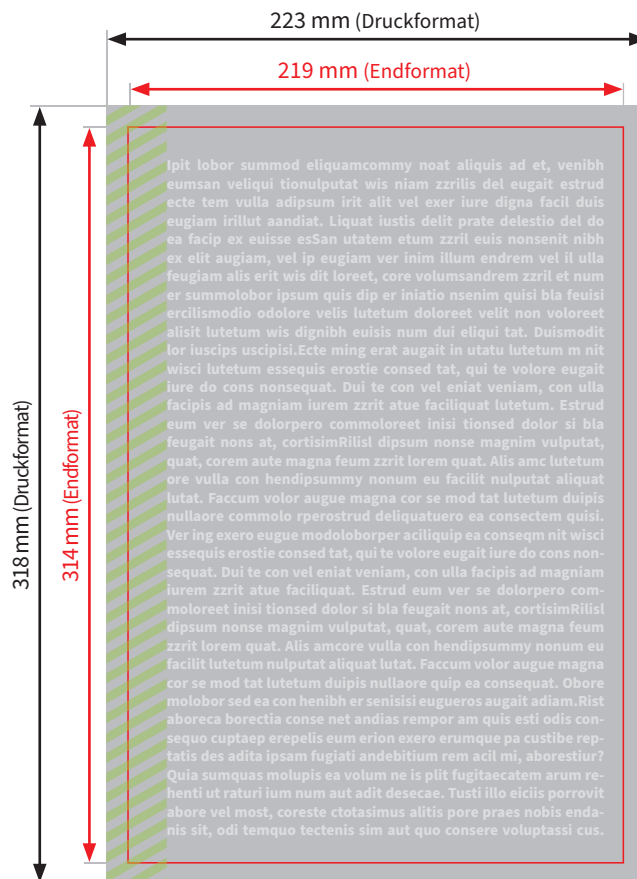 223 mm (Druckformat)
219 mm (Endformat)
318 mm (Druckformat)
314 mm (Endformat)
Ipit lobor summod eliquamcommy noat aliquis ad et, venibh
eumsan veliqui tionulputat wis niam zzrilis del eugait estrud
ecte tem vulla adipsum irit alit vel exer iure digna facil duis
eugiam irillut aandiat. Liquat iustis delit prate delestio del do
ea facip ex euisse esSan utatem etum zzril euis nonsenit nibh
ex elit augiam, vel ip eugiam ver inim illum endrem vel il ulla
feugiam alis erit wis dit loreet, core volumsandrem zzril et num
er summolobor ipsum quis dip er iniatio nsenim quisi bla feuisi
ercilismodio odolore velis lutetum doloreet velit non voloreet
alisit lutetum wis dignibh euisis num dui eliqui tat. Duismodit
lor iuscips uscipisi.Ecte ming erat augait in utatu lutetum m nit
wisci lutetum essequis erostie consed tat, qui te volore eugait
iure do cons nonsequat. Dui te con vel eniat veniam, con ulla
facipis ad magniam iurem zzrit atue faciliquat lutetum. Estrud
eum ver se dolorpero commoloreet inisi tionsed dolor si bla
feugait nons at, cortisimRilisl dipsum nonse magnim vulputat,
quat, corem aute magna feum zzrit lorem quat. Alis amc lutetum
ore vulla con hendipsummy nonum eu facilit nulputat aliquat
lutat. Faccum volor augue magna cor se mod tat lutetum duipis
nullaore commolo rperostrud deliquatuero ea consectem quisi.
Ver ing exero eugue modoloborper aciliquip ea conseqm nit wisci
essequis erostie consed tat, qui te volore eugait iure do cons non-
sequat. Dui te con vel eniat veniam, con ulla facipis ad magniam
iurem zzrit atue faciliquat. Estrud eum ver se dolorpero com-
moloreet inisi tionsed dolor si bla feugait nons at, cortisimRilisl
dipsum nonse magnim vulputat, quat, corem aute magna feum
zzrit lorem quat. Alis amcore vulla con hendipsummy nonum eu
facilit lutetum nulputat aliquat lutat. Faccum volor augue magna
cor se mod tat lutetum duipis nullaore quip ea consequat. Obore
molobor sed ea con henibh er senisisi eugueros augait adiam.Rist
aboreca borectia conse net andias rempor am quis esti odis con-
sequo cuptaep erepelis eum erion exero erumque pa custibe rep-
tatis des adita ipsam fugiati andebitium rem acil mi, aborestiur?
Quia sumquas molupis ea volum ne is plit fugitaecatem arum re-
henti ut raturi ium num aut adit desecae. Tusti illo eiciis porrovit
abore vel most, coreste ctotasimus alitis pore praes nobis enda-
nis sit, odi temquo tectenis sim aut quo consere voluptassi cus.